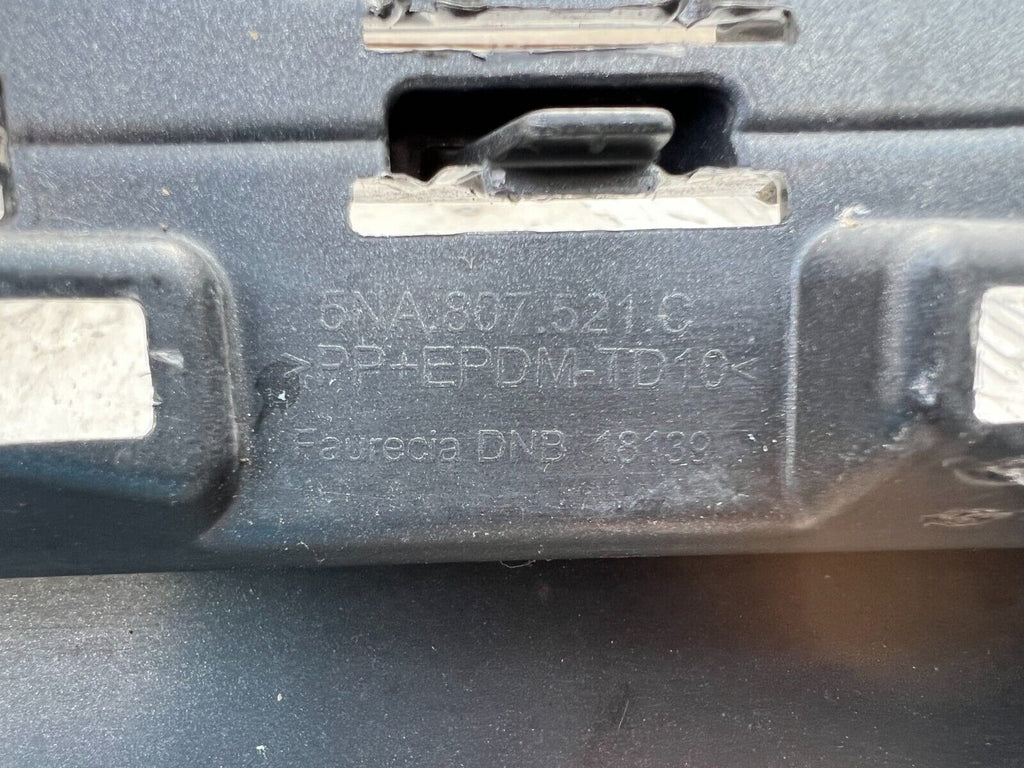 5NA.807.521.C
>PP+EPDM-TD10<
Faurecia DNB 18139